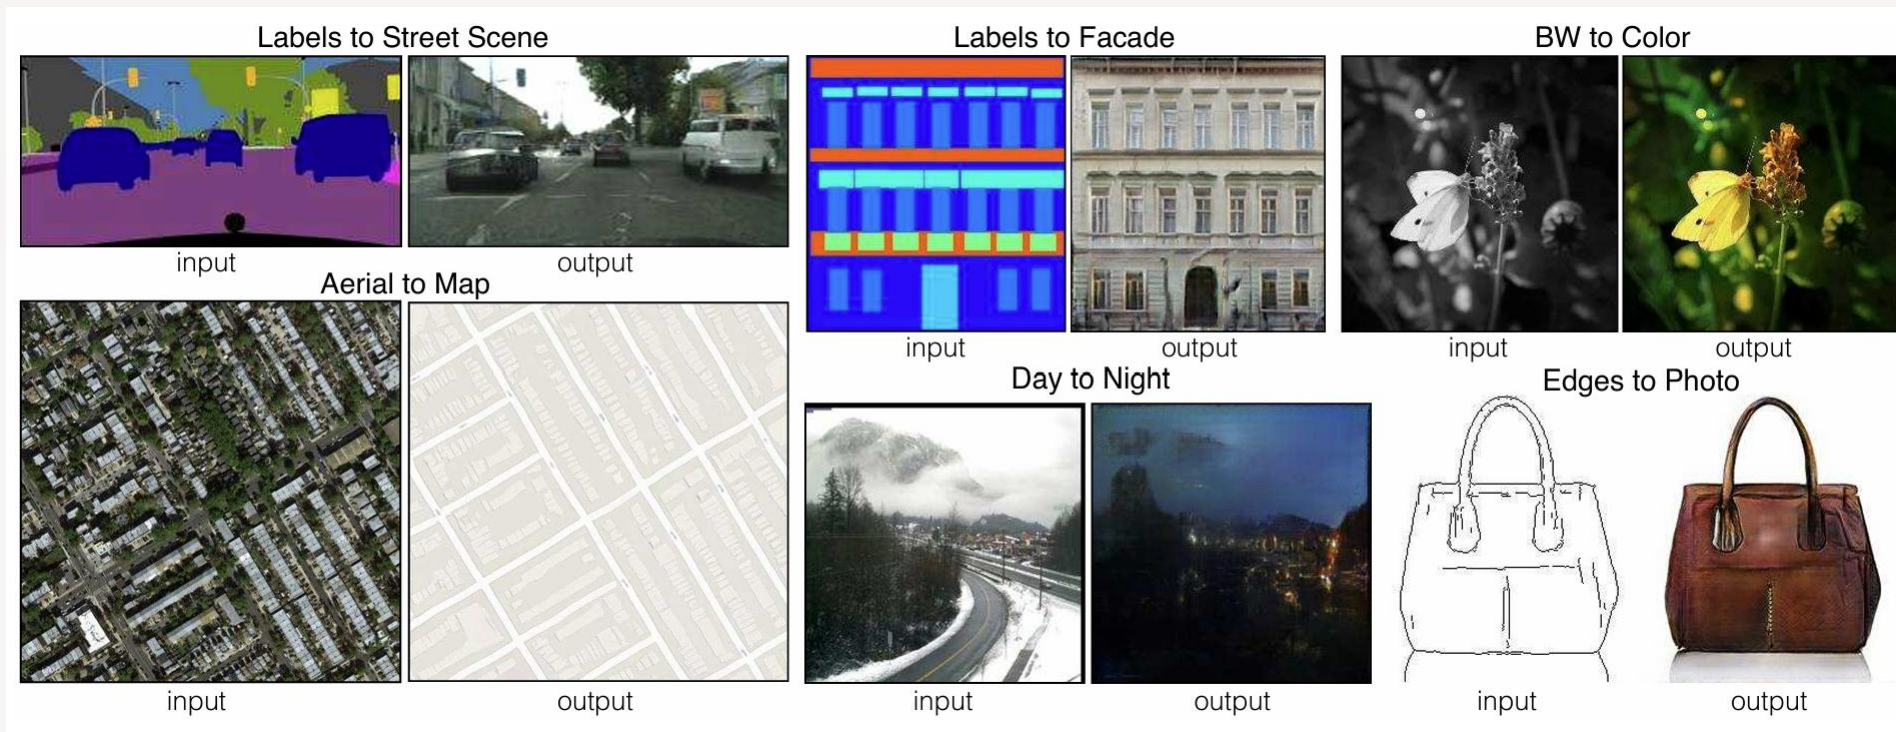 Labels to Street Scene
input
output
Aerial to Map
input
output
Labels to Facade
input
output
BW to Color
input
output
Day to Night
input
output
Edges to Photo
input
output